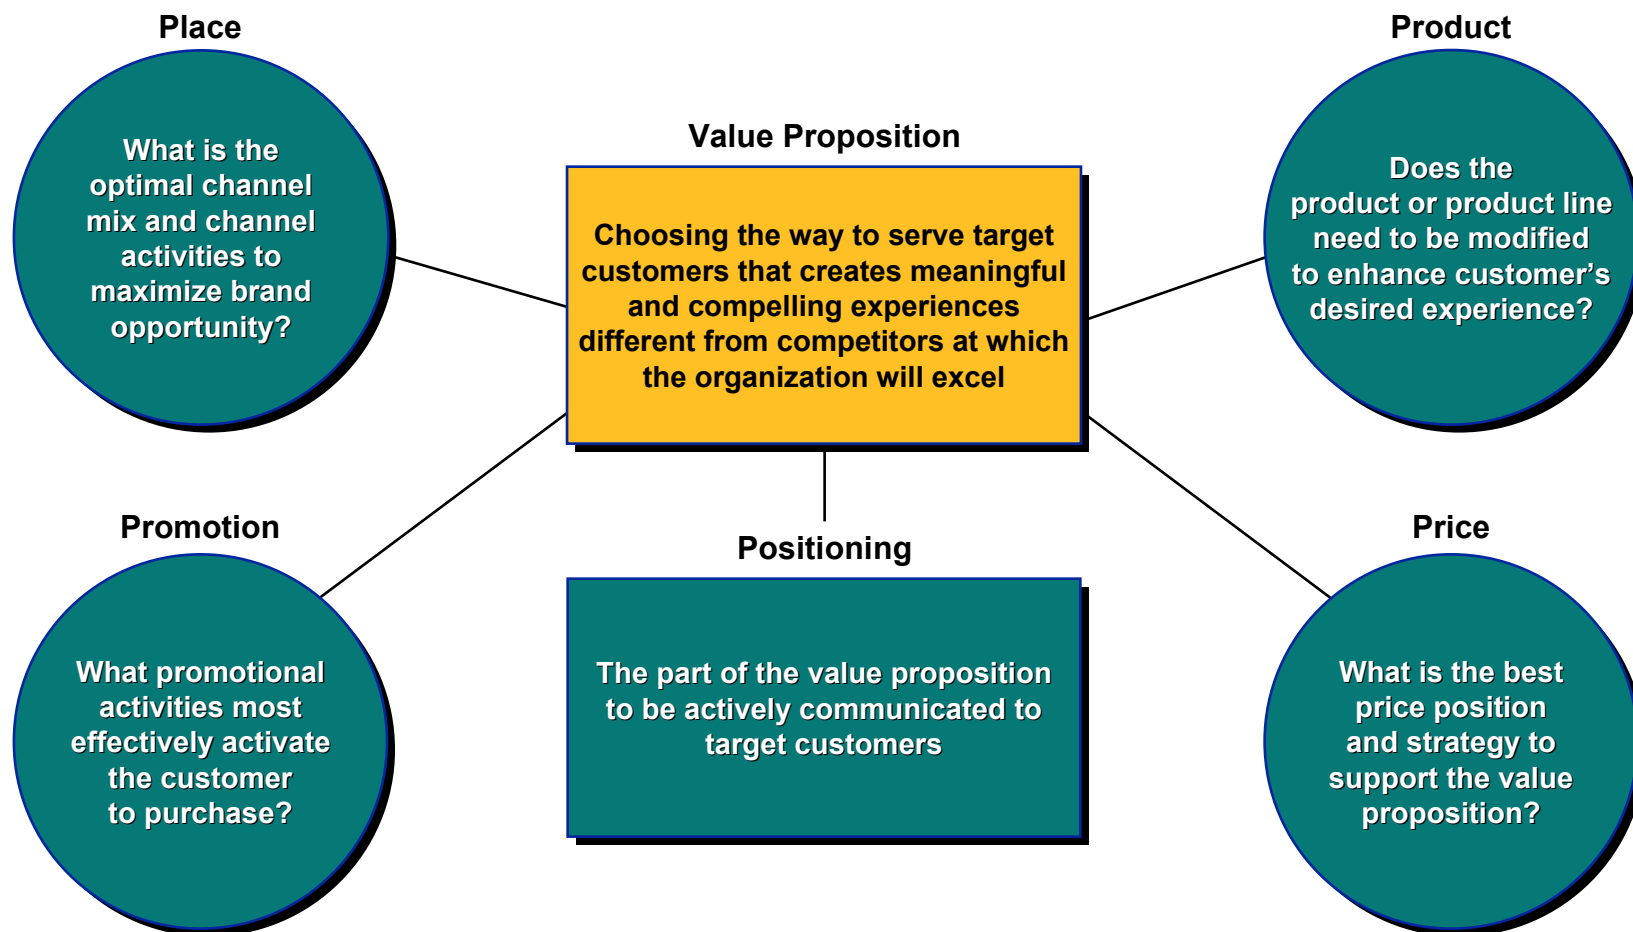 Place
What is the
optimal channel
mix and channel
activities to
maximize brand
opportunity?
Value Proposition
Choosing the way to serve target
customers that creates meaningful
and compelling experiences
different from competitors at which
the organization will excel
Product
Does the
product or product line
need to be modified
to enhance customer’s
desired experience?
Promotion
What promotional
activities most
effectively activate
the customer
to purchase?
Positioning
The part of the value proposition
to be actively communicated to
target customers
Price
What is the best
price position
and strategy to
support the value
proposition?